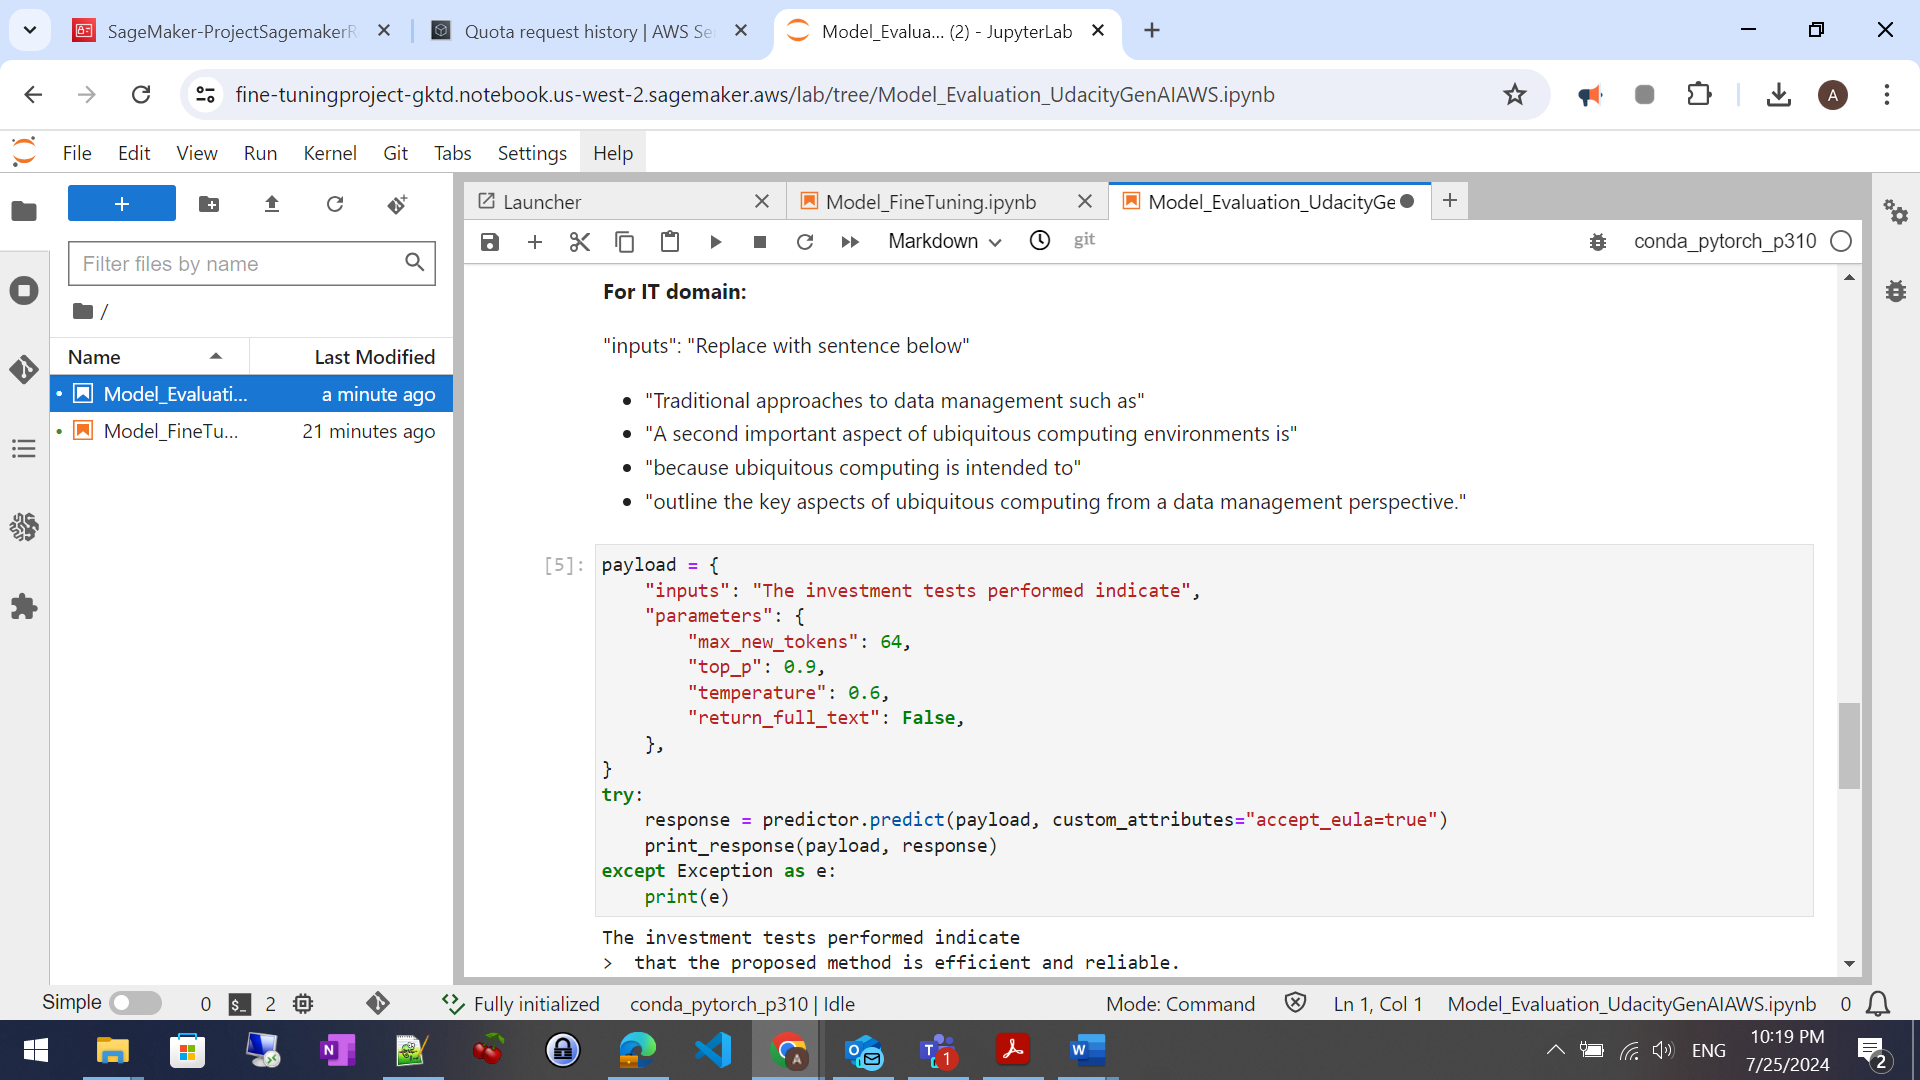 SageMaker-ProjectSagemakerR
Quota request history | AWS Se
Model_Evalua... (2) - JupyterLab
fine-tuningproject-gktd.notebook.us-west-2.sagemaker.aws/lab/tree/Model_Evaluation_UdacityGenAIAWS.ipynb
A
File Edit View Run Kernel Git Tabs Settings Help
Launcher
Model_FineTuning.ipynb
Model_Evaluation_UdacityGe
Markdown
git
conda_pytorch_p310
Filter files by name
/
Name Last Modified
Model_Evaluati... a minute ago
Model_FineTu... 21 minutes ago
For IT domain:
"inputs": "Replace with sentence below"
• "Traditional approaches to data management such as"
• "A second important aspect of ubiquitous computing environments is"
• "because ubiquitous computing is intended to"
• "outline the key aspects of ubiquitous computing from a data management perspective."
[5]:
payload = {
    "inputs": "The investment tests performed indicate",
    "parameters": {
        "max_new_tokens": 64,
        "top_p": 0.9,
        "temperature": 0.6,
        "return_full_text": False,
    },
}
try:
    response = predictor.predict(payload, custom_attributes="accept_eula=true")
    print_response(payload, response)
except Exception as e:
    print(e)
The investment tests performed indicate
>  that the proposed method is efficient and reliable.
Simple 0 $_ 2 Fully initialized conda_pytorch_p310 | Idle Mode: Command Ln 1, Col 1 Model_Evaluation_UdacityGenAIAWS.ipynb 0
N
A
O
T
1
W
ENG
10:19 PM
7/25/2024
2